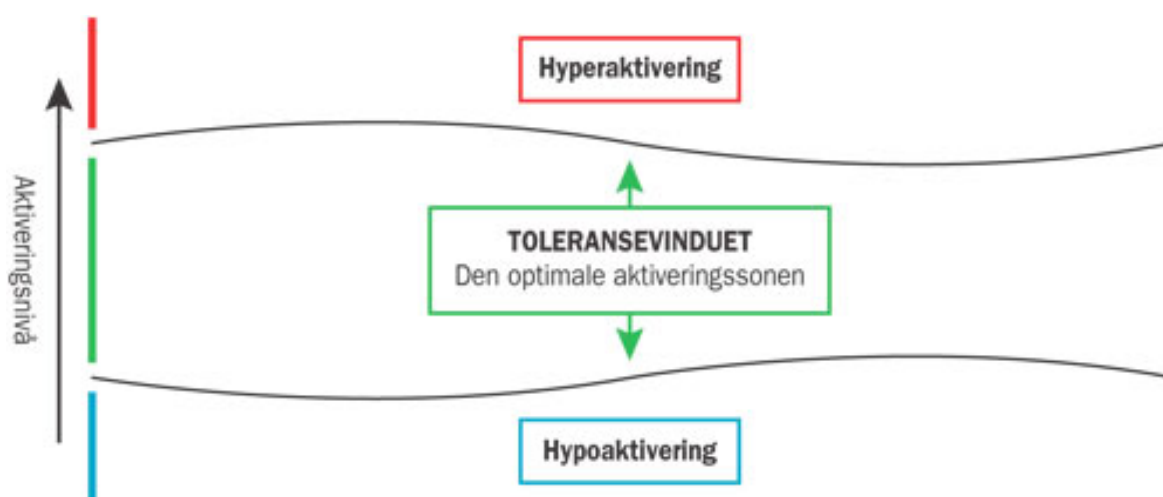 Hyperaktivering
Aktiveringsnivå
TOLERANSEVINDUET
Den optimale aktiveringssonen
Hypoaktivering